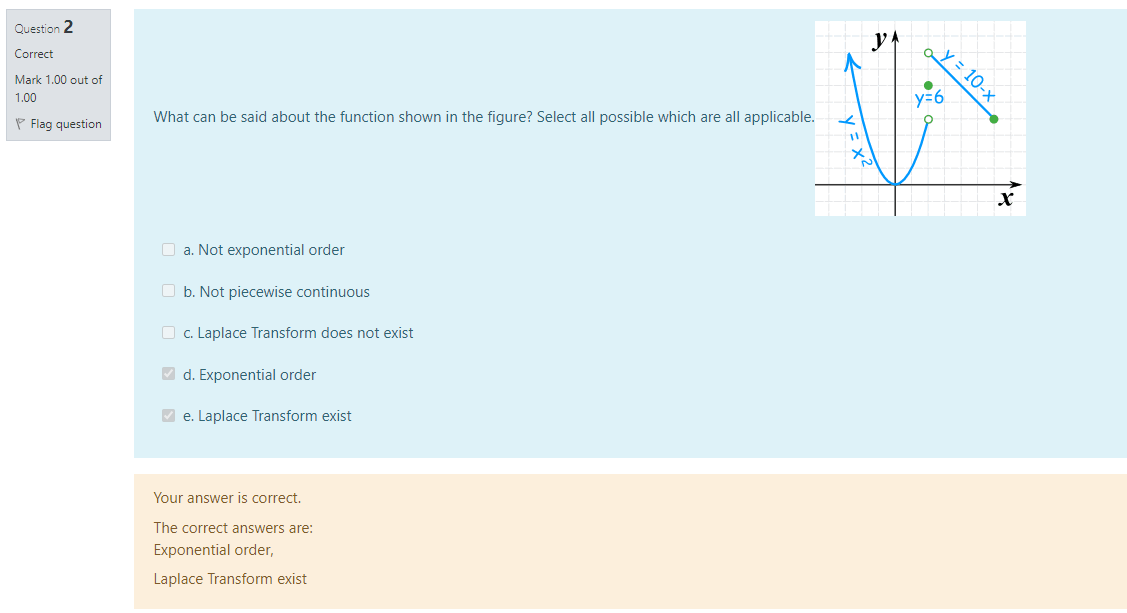 Question 2
Correct
Mark 1.00 out of
1.00
Flag question
What can be said about the function shown in the figure? Select all possible which are all applicable.
y
y = 10-x
y=6
y = x²
x
a. Not exponential order
b. Not piecewise continuous
c. Laplace Transform does not exist
d. Exponential order
e. Laplace Transform exist
Your answer is correct.
The correct answers are:
Exponential order,
Laplace Transform exist